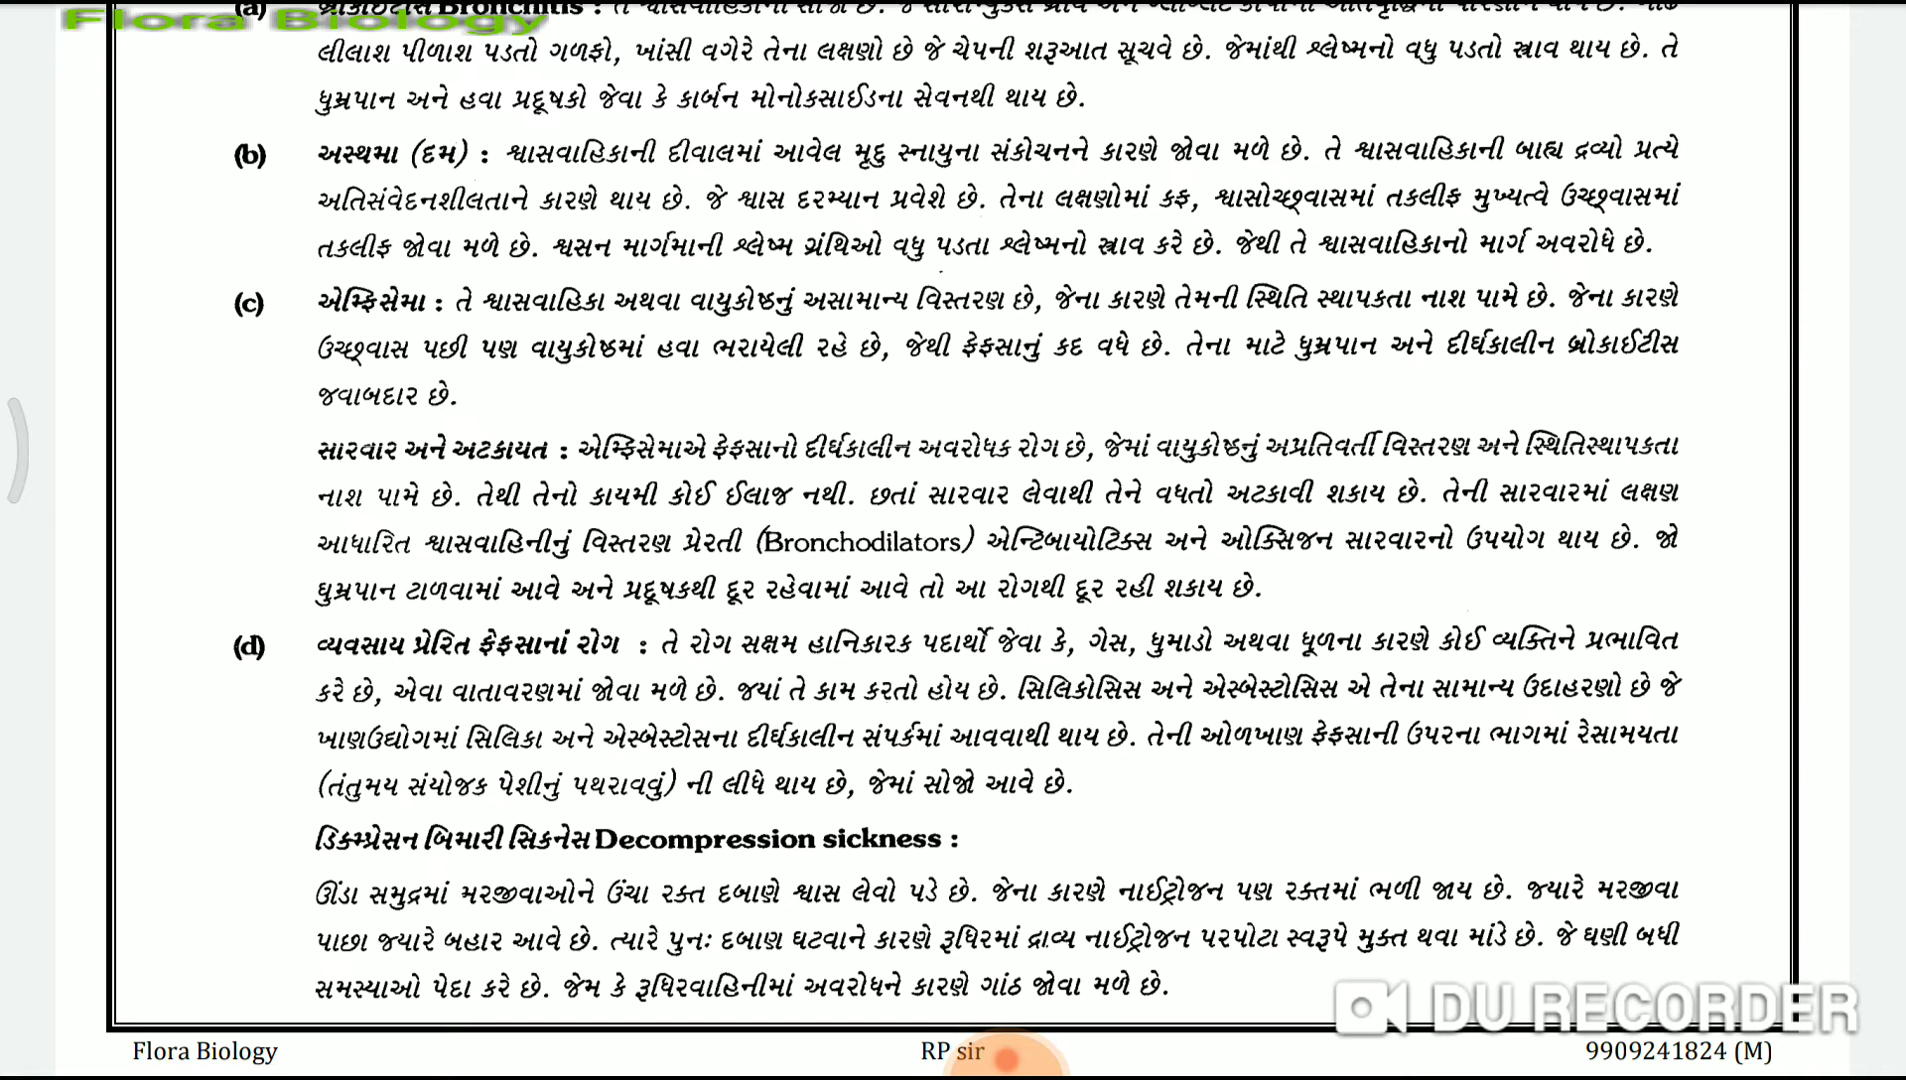 Flora Biology
(a) બ્રોંકાઇટીસ Bronchitis : તે શ્વાસવાહિકાનો સોજો છે. જે
લીલાશ પીળાશ પડતો ગળફો, ખાંસી વગેરે તેના લક્ષણો છે જે ચેપની શરૂઆત સૂચવે છે. જેમાંથી શ્લેષ્મનો વધુ પડતો સ્ત્રાવ થાય છે. તે
ધુમ્રપાન અને હવા પ્રદૂષકો જેવા કે કાર્બન મોનોકસાઈડના સેવનથી થાય છે.
(b) અસ્થમા (દમ) : શ્વાસવાહિકાની દીવાલમાં આવેલ મૃદુ સ્નાયુના સંકોચનને કારણે જોવા મળે છે. તે શ્વાસવાહિકાની બાહ્ય દ્રવ્યો પ્રત્યે
અતિસંવેદનશીલતાને કારણે થાય છે. જે શ્વાસ દરમ્યાન પ્રવેશે છે. તેના લક્ષણોમાં કફ, શ્વાસોચ્છ્વાસમાં તકલીફ મુખ્યત્વે ઉચ્છ્વાસમાં
તકલીફ જોવા મળે છે. શ્વસન માર્ગમાની શ્લેષ્મ ગ્રંથિઓ વધુ પડતા શ્લેષ્મનો સ્ત્રાવ કરે છે. જેથી તે શ્વાસવાહિકાનો માર્ગ અવરોધે છે.
(c) એમ્ફિસેમા : તે શ્વાસવાહિકા અથવા વાયુકોષ્ઠનું અસામાન્ય વિસ્તરણ છે, જેના કારણે તેમની સ્થિતિ સ્થાપકતા નાશ પામે છે. જેના કારણે
ઉચ્છ્વાસ પછી પણ વાયુકોષ્ઠમાં હવા ભરાયેલી રહે છે, જેથી ફેફસાનું કદ વધે છે. તેના માટે ધુમ્રપાન અને દીર્ઘકાલીન બ્રોકાઈટીસ
જવાબદાર છે.
સારવાર અને અટકાયત : એમ્ફિસેમાએ ફેફસાનો દીર્ઘકાલીન અવરોધક રોગ છે, જેમાં વાયુકોષ્ઠનું અપ્રતિવર્તી વિસ્તરણ અને સ્થિતિસ્થાપકતા
નાશ પામે છે. તેથી તેનો કાયમી કોઈ ઈલાજ નથી. છતાં સારવાર લેવાથી તેને વધતો અટકાવી શકાય છે. તેની સારવારમાં લક્ષણ
આધારિત શ્વાસવાહિનીનું વિસ્તરણ પ્રેરતી (Bronchodilators) એન્ટિબાયોટિક્સ અને ઓક્સિજન સારવારનો ઉપયોગ થાય છે. જો
ધુમ્રપાન ટાળવામાં આવે અને પ્રદૂષકથી દૂર રહેવામાં આવે તો આ રોગથી દૂર રહી શકાય છે.
(d) વ્યવસાય પ્રેરિત ફેફસાનાં રોગ : તે રોગ સક્ષમ હાનિકારક પદાર્થો જેવા કે, ગેસ, ધુમાડો અથવા ધૂળના કારણે કોઈ વ્યક્તિને પ્રભાવિત
કરે છે, એવા વાતાવરણમાં જોવા મળે છે. જયાં તે કામ કરતો હોય છે. સિલિકોસિસ અને એસ્બેસ્ટોસિસ એ તેના સામાન્ય ઉદાહરણો છે જે
ખાણઉદ્યોગમાં સિલિકા અને એસ્બેસ્ટોસના દીર્ઘકાલીન સંપર્કમાં આવવાથી થાય છે. તેની ઓળખાણ ફેફસાની ઉપરના ભાગમાં રેસામયતા
(તંતુમય સંયોજક પેશીનું પથરાવવું) ની લીધે થાય છે, જેમાં સોજો આવે છે.
ડિકમ્પ્રેસન બિમારી સિકનેસ Decompression sickness :
ઊંડા સમુદ્રમાં મરજીવાઓને ઉંચા રક્ત દબાણે શ્વાસ લેવો પડે છે. જેના કારણે નાઈટ્રોજન પણ રક્તમાં ભળી જાય છે. જયારે મરજીવા
પાછા જયારે બહાર આવે છે. ત્યારે પુનઃ દબાણ ઘટવાને કારણે રૂધિરમાં દ્રાવ્ય નાઈટ્રોજન પરપોટા સ્વરૂપે મુક્ત થવા માંડે છે. જે ઘણી બધી
સમસ્યાઓ પેદા કરે છે. જેમ કે રૂધિરવાહિનીમાં અવરોધને કારણે ગાંઠ જોવા મળે છે.
DU RECORDER
Flora Biology RP sir 9909241824 (M)